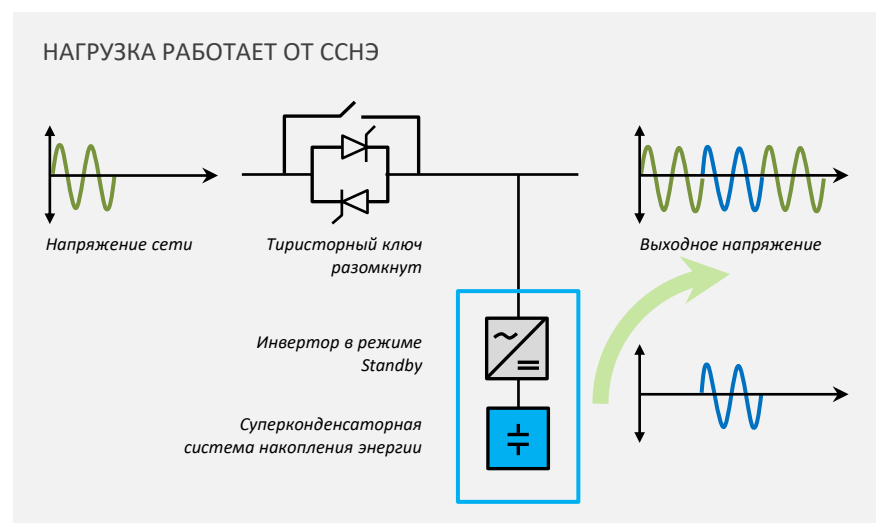 НАГРУЗКА РАБОТАЕТ ОТ ССНЭ
Напряжение сети
Тиристорный ключ
разомкнут
Выходное напряжение
Инвертор в режиме
Standby
Суперконденсаторная
система накопления энергии